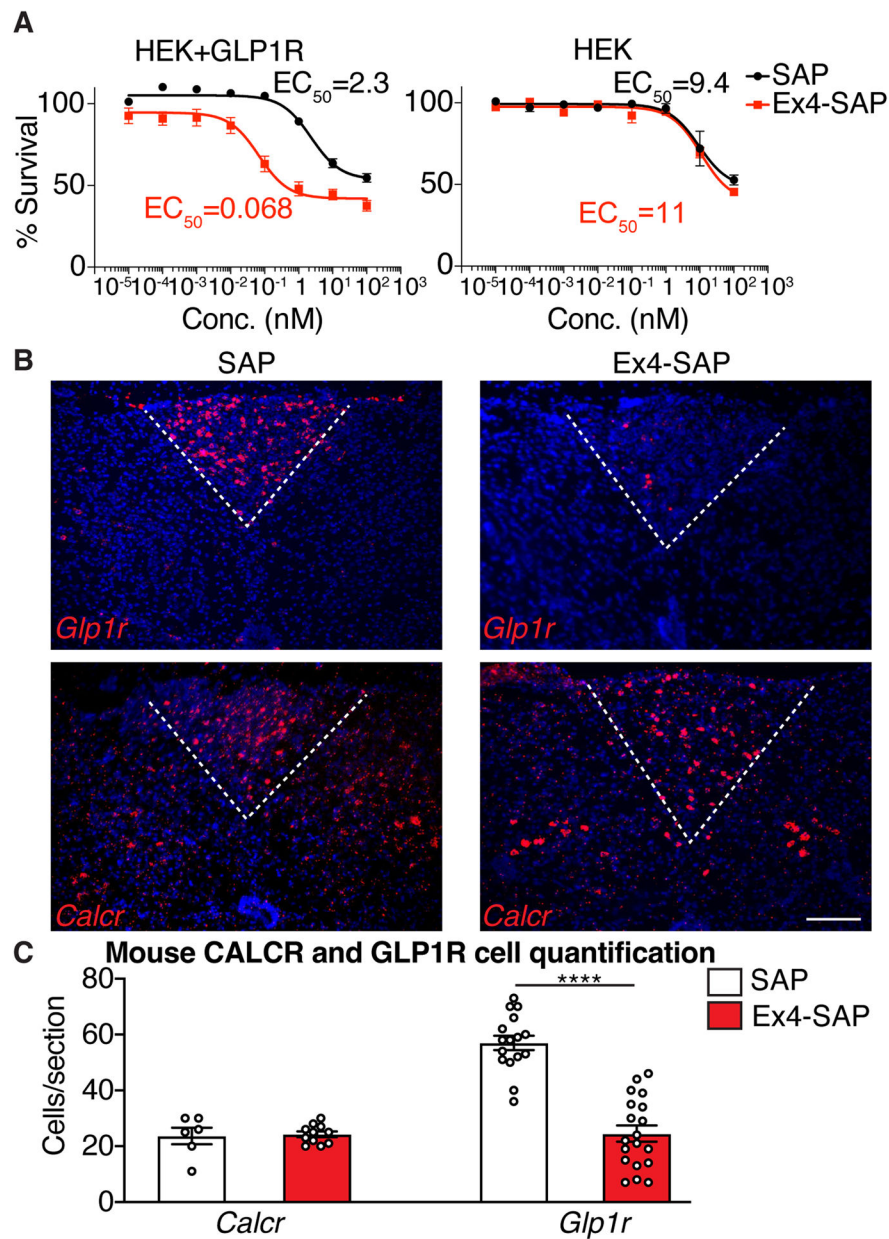 A
HEK+GLP1R
HEK
EC50=2.3
EC50=9.4
SAP
Ex4-SAP
% Survival
100
50
0
EC50=0.068
100
50
0
EC50=11
10-5 10-4 10-3 10-2 10-1 1 101 102 103
10-5 10-4 10-3 10-2 10-1 1 101 102 103
Conc. (nM)
Conc. (nM)
B
SAP
Ex4-SAP
Glp1r
Glp1r
Calcr
Calcr
C
Mouse CALCR and GLP1R cell quantification
Cells/section
80
60
40
20
0
****
SAP
Ex4-SAP
Calcr
Glp1r